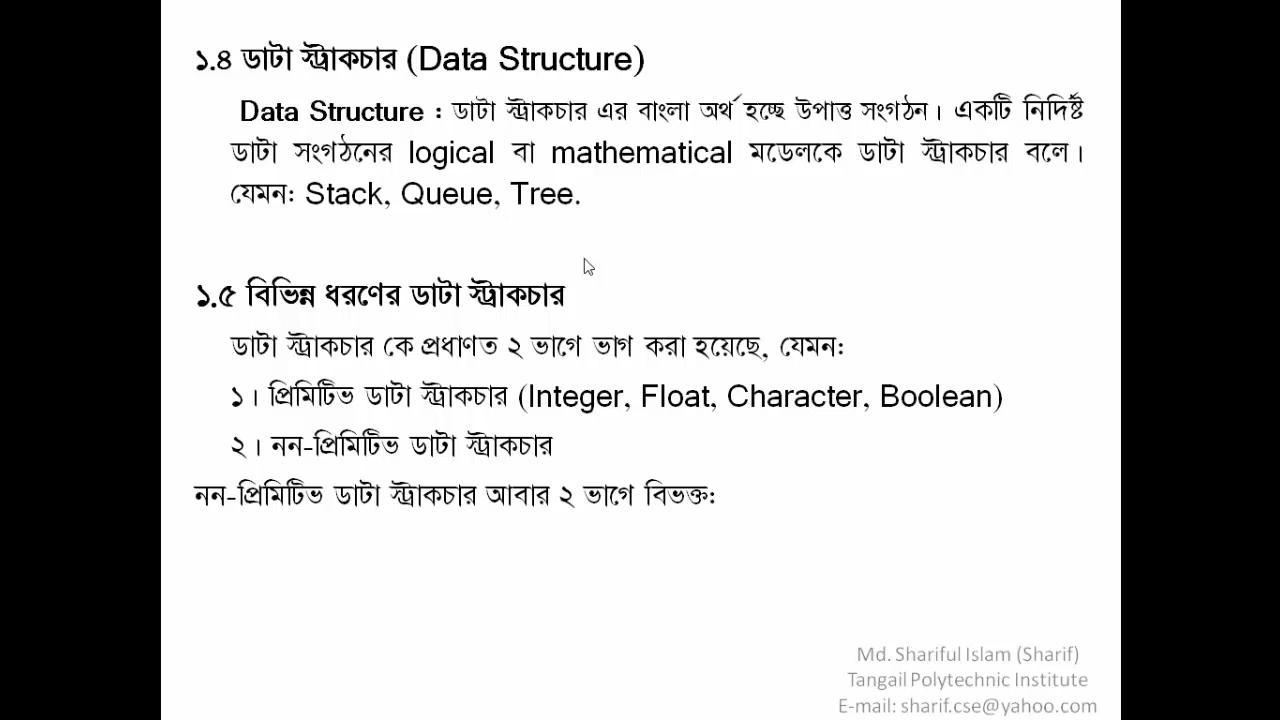 ১.৪ ডাটা স্ট্রাকচার (Data Structure)
Data Structure : ডাটা স্ট্রাকচার এর বাংলা অর্থ হচ্ছে উপাত্ত সংগঠন। একটি নির্দিষ্ট
ডাটা সংগঠনের logical বা mathematical মডেলকে ডাটা স্ট্রাকচার বলে।
যেমন: Stack, Queue, Tree.
১.৫ বিভিন্ন ধরণের ডাটা স্ট্রাকচার
ডাটা স্ট্রাকচার কে প্রধাণত ২ ভাগে ভাগ করা হয়েছে, যেমন:
১। প্রিমিটিভ ডাটা স্ট্রাকচার (Integer, Float, Character, Boolean)
২। নন-প্রিমিটিভ ডাটা স্ট্রাকচার
নন-প্রিমিটিভ ডাটা স্ট্রাকচার আবার ২ ভাগে বিভক্ত:
Md. Shariful Islam (Sharif)
Tangail Polytechnic Institute
E-mail: sharif.cse@yahoo.com